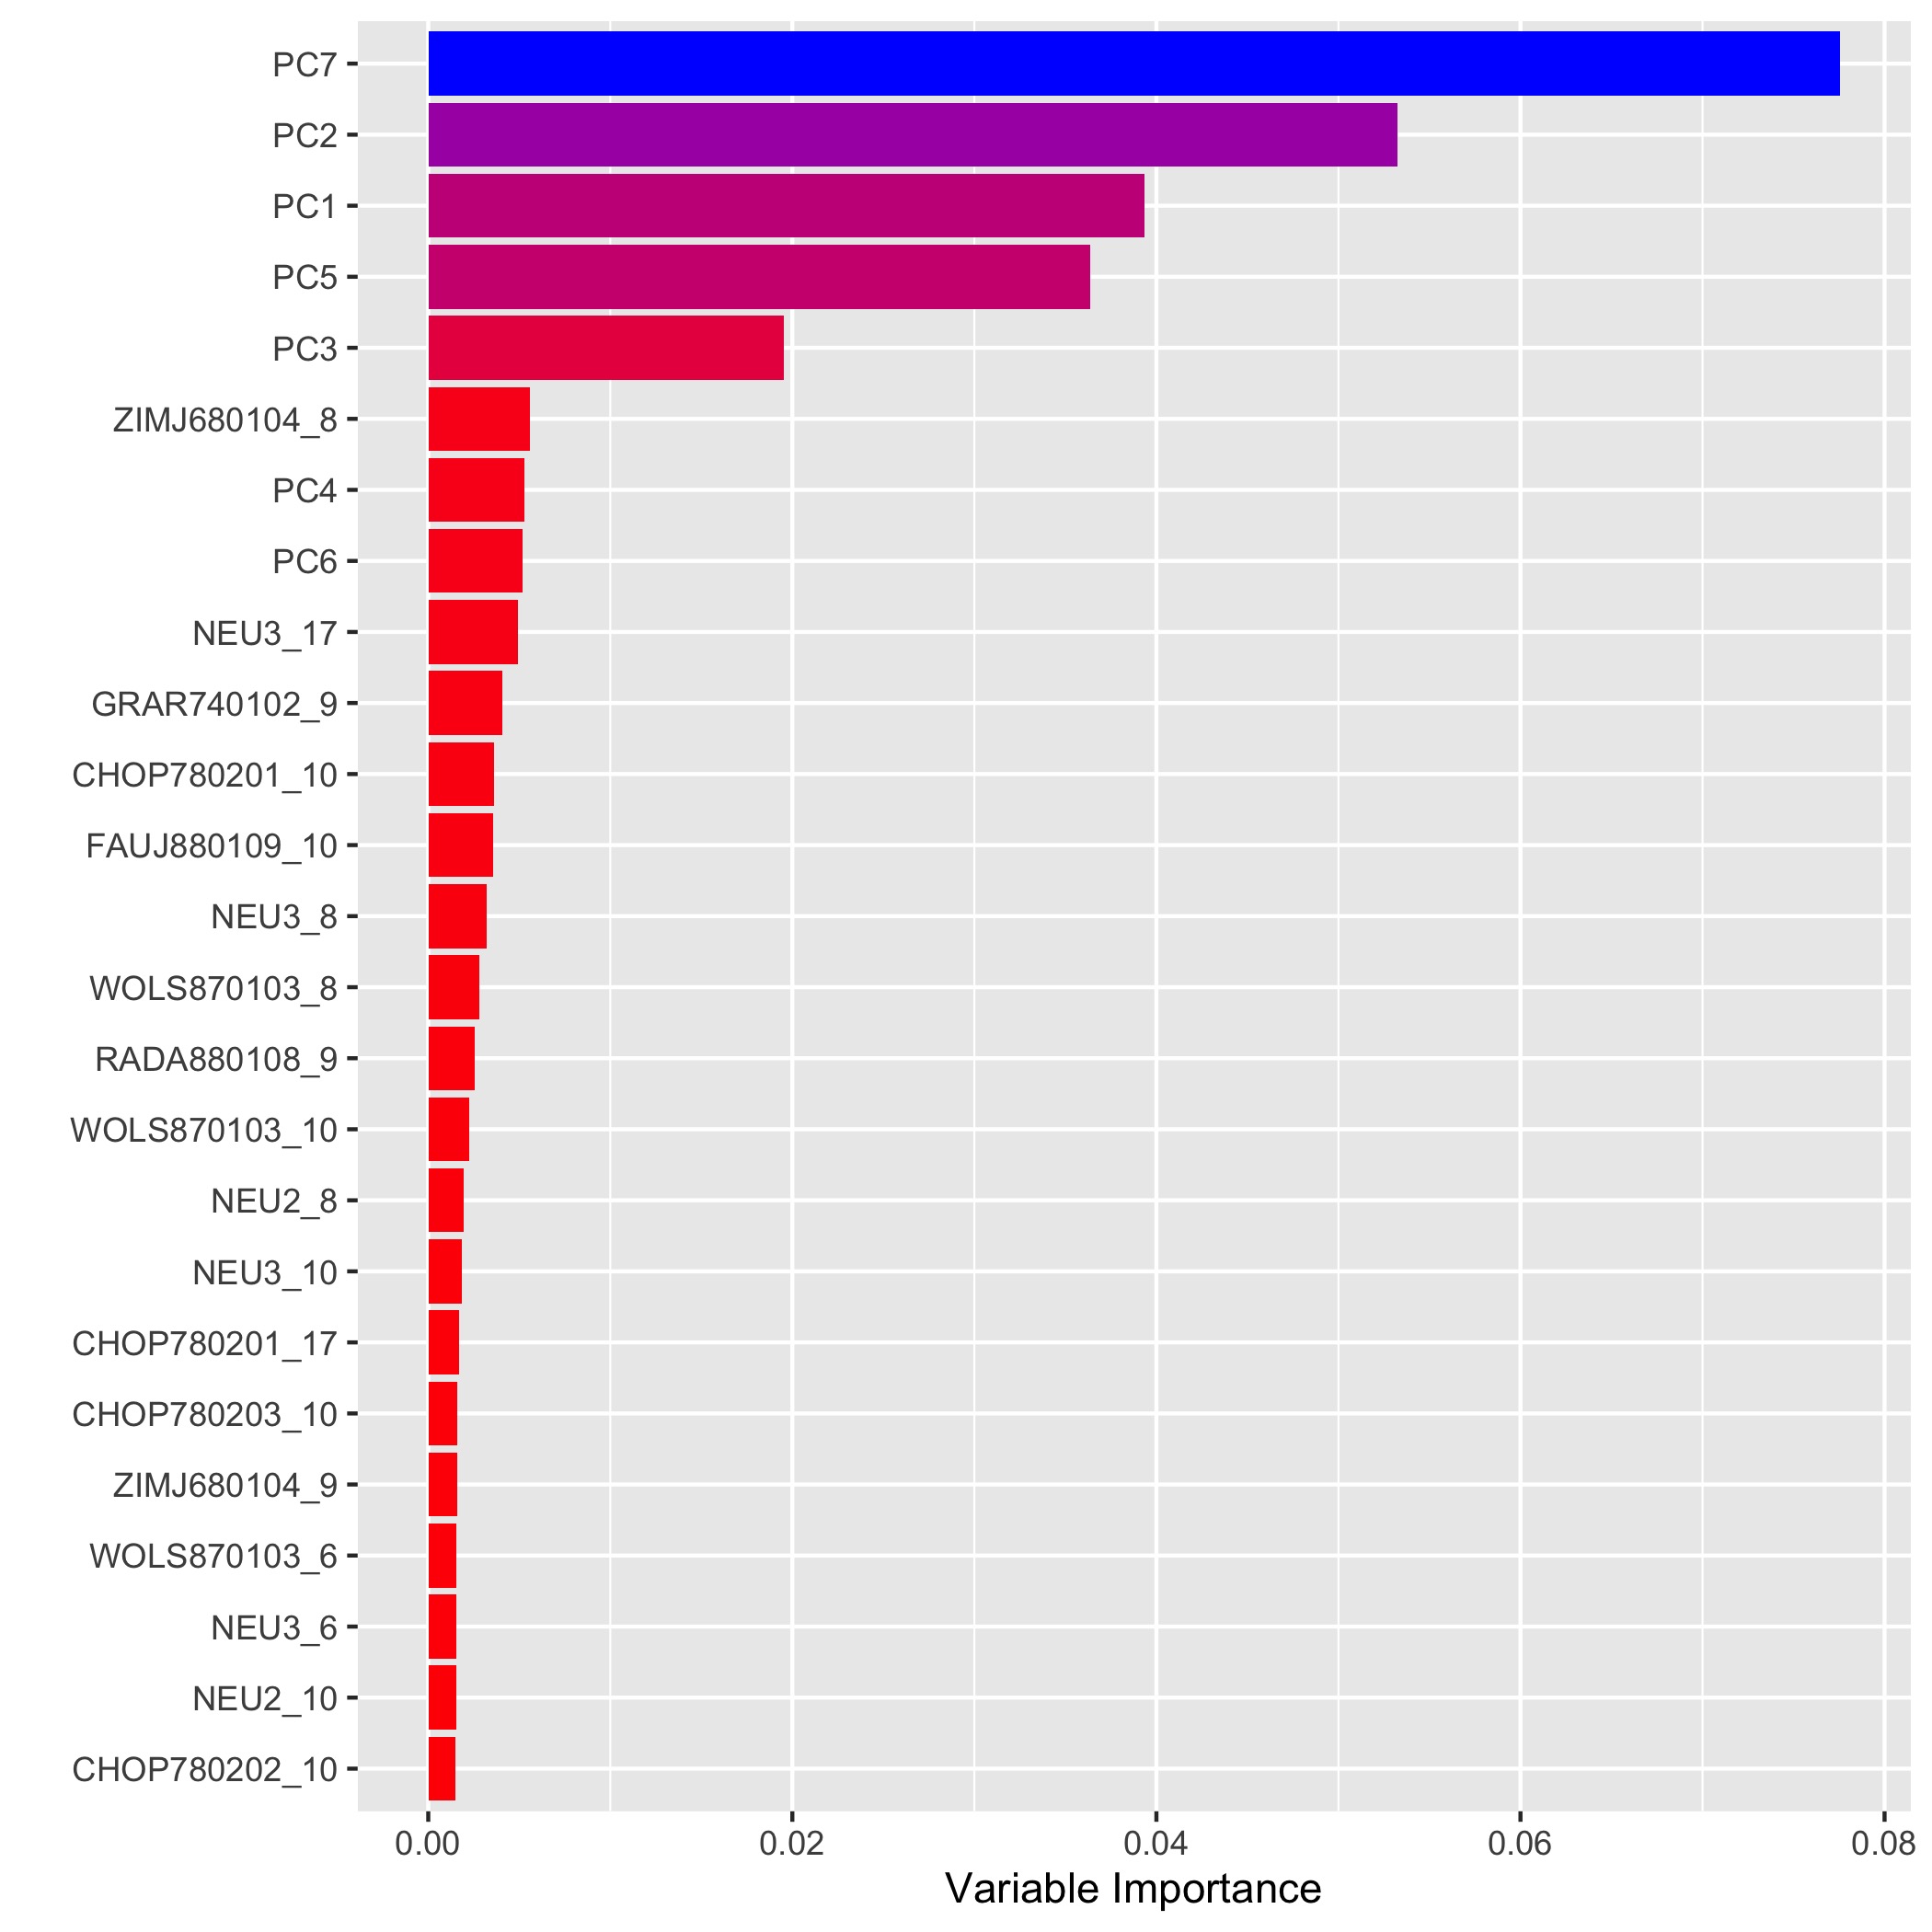 PC7
PC2
PC1
PC5
PC3
ZIMJ680104_8
PC4
PC6
NEU3_17
GRAR740102_9
CHOP780201_10
FAUJ880109_10
NEU3_8
WOLS870103_8
RADA880108_9
WOLS870103_10
NEU2_8
NEU3_10
CHOP780201_17
CHOP780203_10
ZIMJ680104_9
WOLS870103_6
NEU3_6
NEU2_10
CHOP780202_10
0.00 0.02 0.04 0.06 0.08
Variable Importance